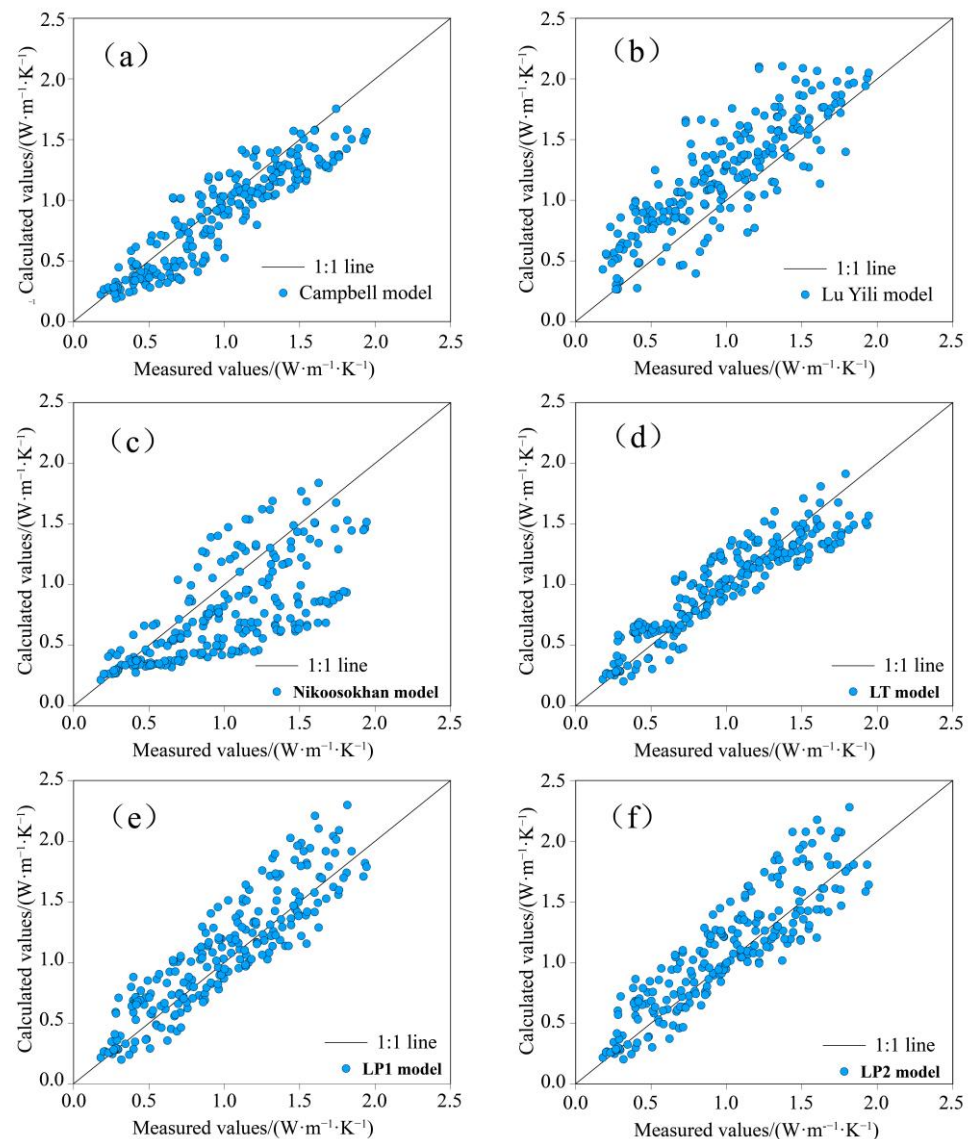 2.5
2.0
1.5
1.0
0.5
0.0
Calculated values/(W·m⁻¹·K⁻¹)
（a）
1:1 line
Campbell model
0.0 0.5 1.0 1.5 2.0 2.5
Measured values/(W·m⁻¹·K⁻¹)
2.5
2.0
1.5
1.0
0.5
0.0
Calculated values/(W·m⁻¹·K⁻¹)
（b）
1:1 line
Lu Yili model
0.0 0.5 1.0 1.5 2.0 2.5
Measured values/(W·m⁻¹·K⁻¹)
2.5
2.0
1.5
1.0
0.5
0.0
Calculated values/(W·m⁻¹·K⁻¹)
（c）
1:1 line
Nikoosokhan model
0.0 0.5 1.0 1.5 2.0 2.5
Measured values/(W·m⁻¹·K⁻¹)
2.5
2.0
1.5
1.0
0.5
0.0
Calculated values/(W·m⁻¹·K⁻¹)
（d）
1:1 line
LT model
0.0 0.5 1.0 1.5 2.0 2.5
Measured values/(W·m⁻¹·K⁻¹)
2.5
2.0
1.5
1.0
0.5
0.0
Calculated values/(W·m⁻¹·K⁻¹)
（e）
1:1 line
LP1 model
0.0 0.5 1.0 1.5 2.0 2.5
Measured values/(W·m⁻¹·K⁻¹)
2.5
2.0
1.5
1.0
0.5
0.0
Calculated values/(W·m⁻¹·K⁻¹)
（f）
1:1 line
LP2 model
0.0 0.5 1.0 1.5 2.0 2.5
Measured values/(W·m⁻¹·K⁻¹)